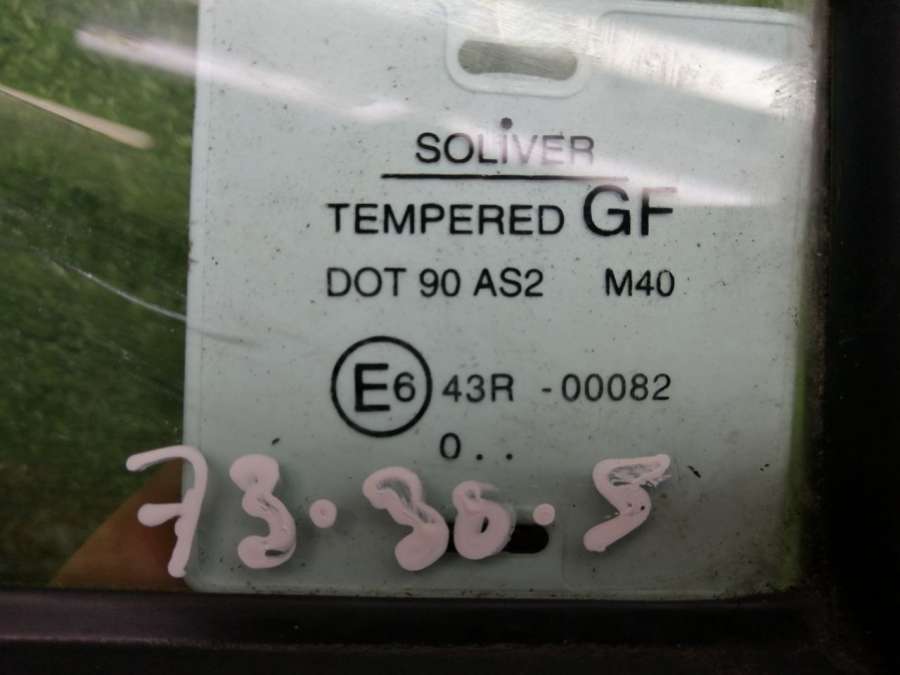 SOLIVER
TEMPERED GF
DOT 90 AS2 M40
E6 43R -00082
0..
73.30.5